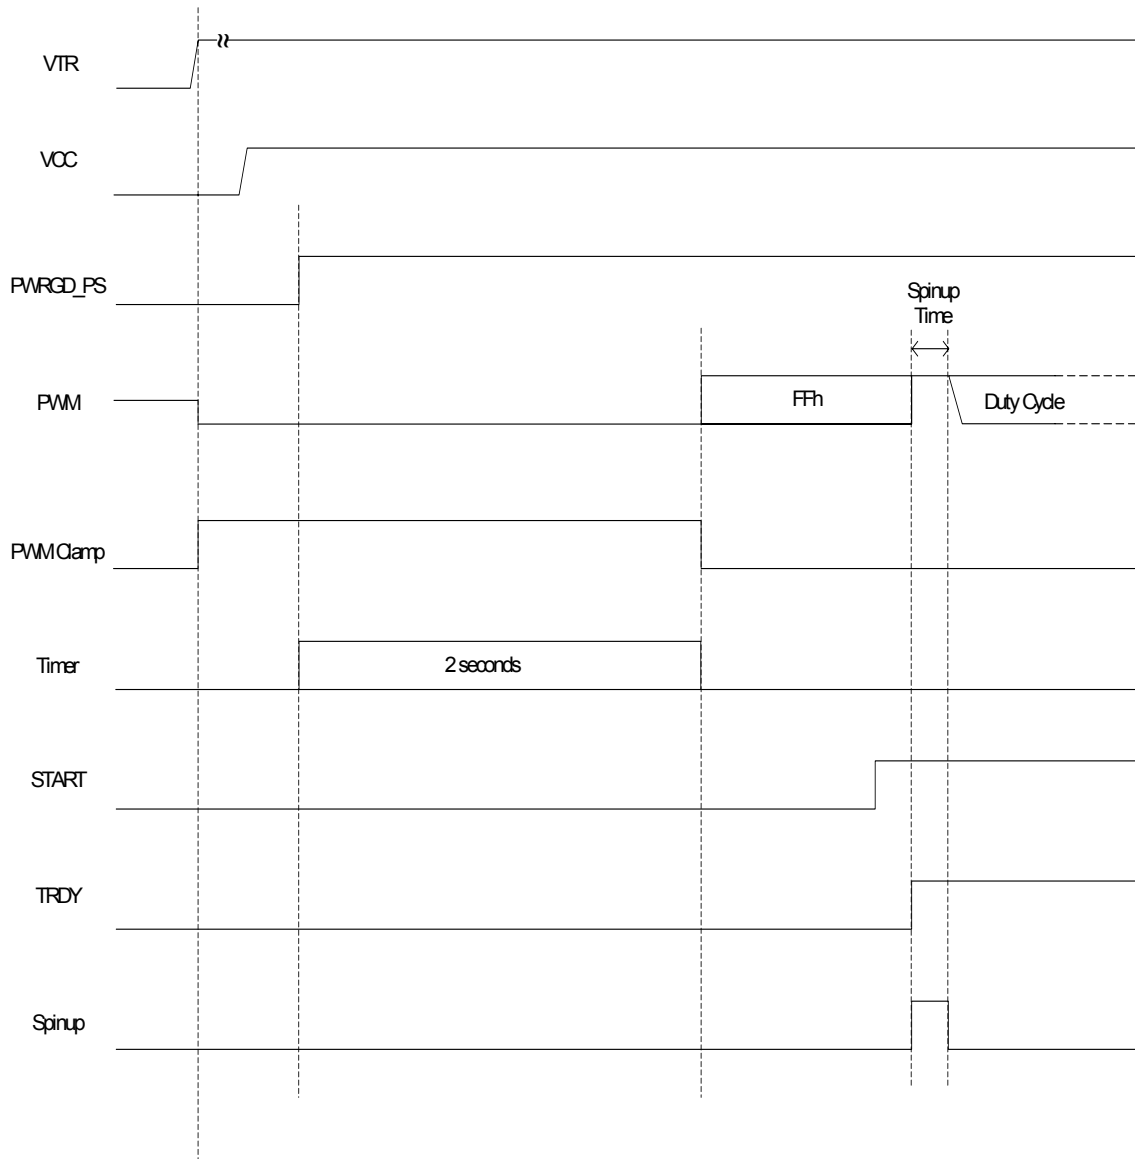 VTR
VCC
PWRGD_PS
Spinup
Time
PWM
FFh
Duty Cycle
PWM Clamp
Timer
2 seconds
START
TRDY
Spinup